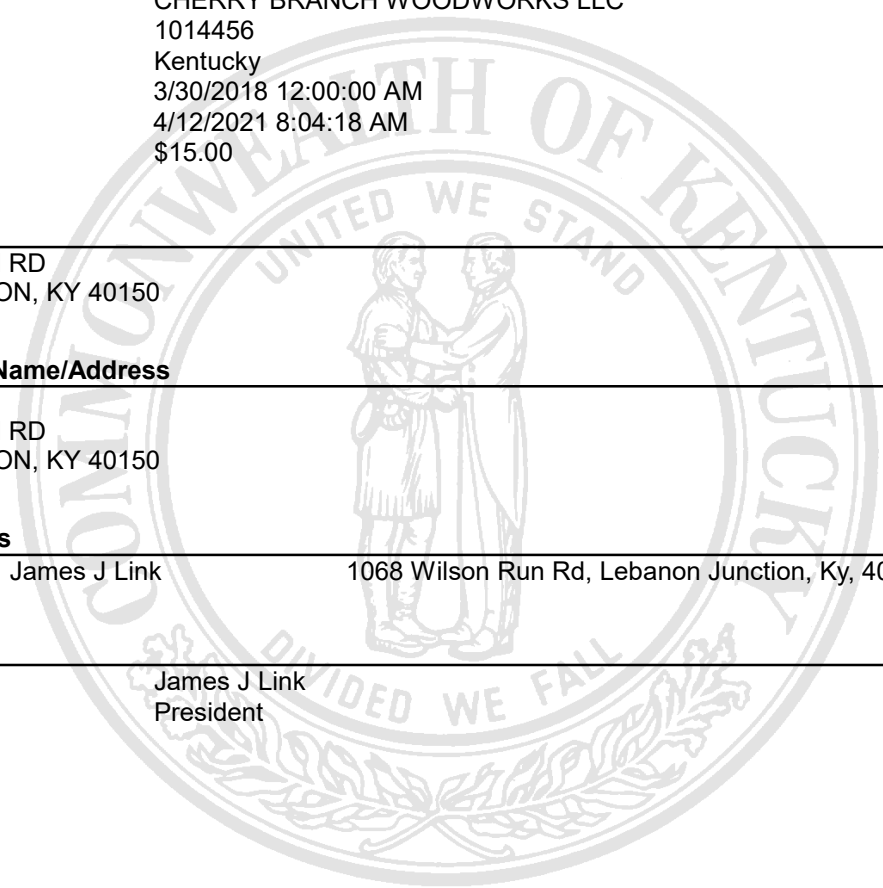 CHERRY BRANCH WOODWORKS LLC
1014456
Kentucky
3/30/2018 12:00:00 AM
4/12/2021 8:04:18 AM
$15.00
COMMONWEALTH OF KENTUCKY
UNITED WE STAND
RD
ON, KY 40150
Name/Address
RD
ON, KY 40150
s
James J Link 1068 Wilson Run Rd, Lebanon Junction, Ky, 40
DIVIDED WE FALL
James J Link
President